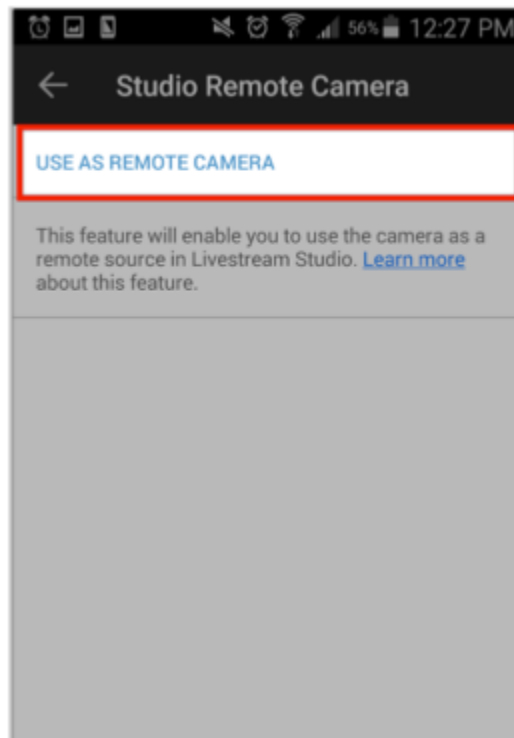 56% 12:27 PM
Studio Remote Camera
USE AS REMOTE CAMERA
This feature will enable you to use the camera as a
remote source in Livestream Studio. Learn more
about this feature.